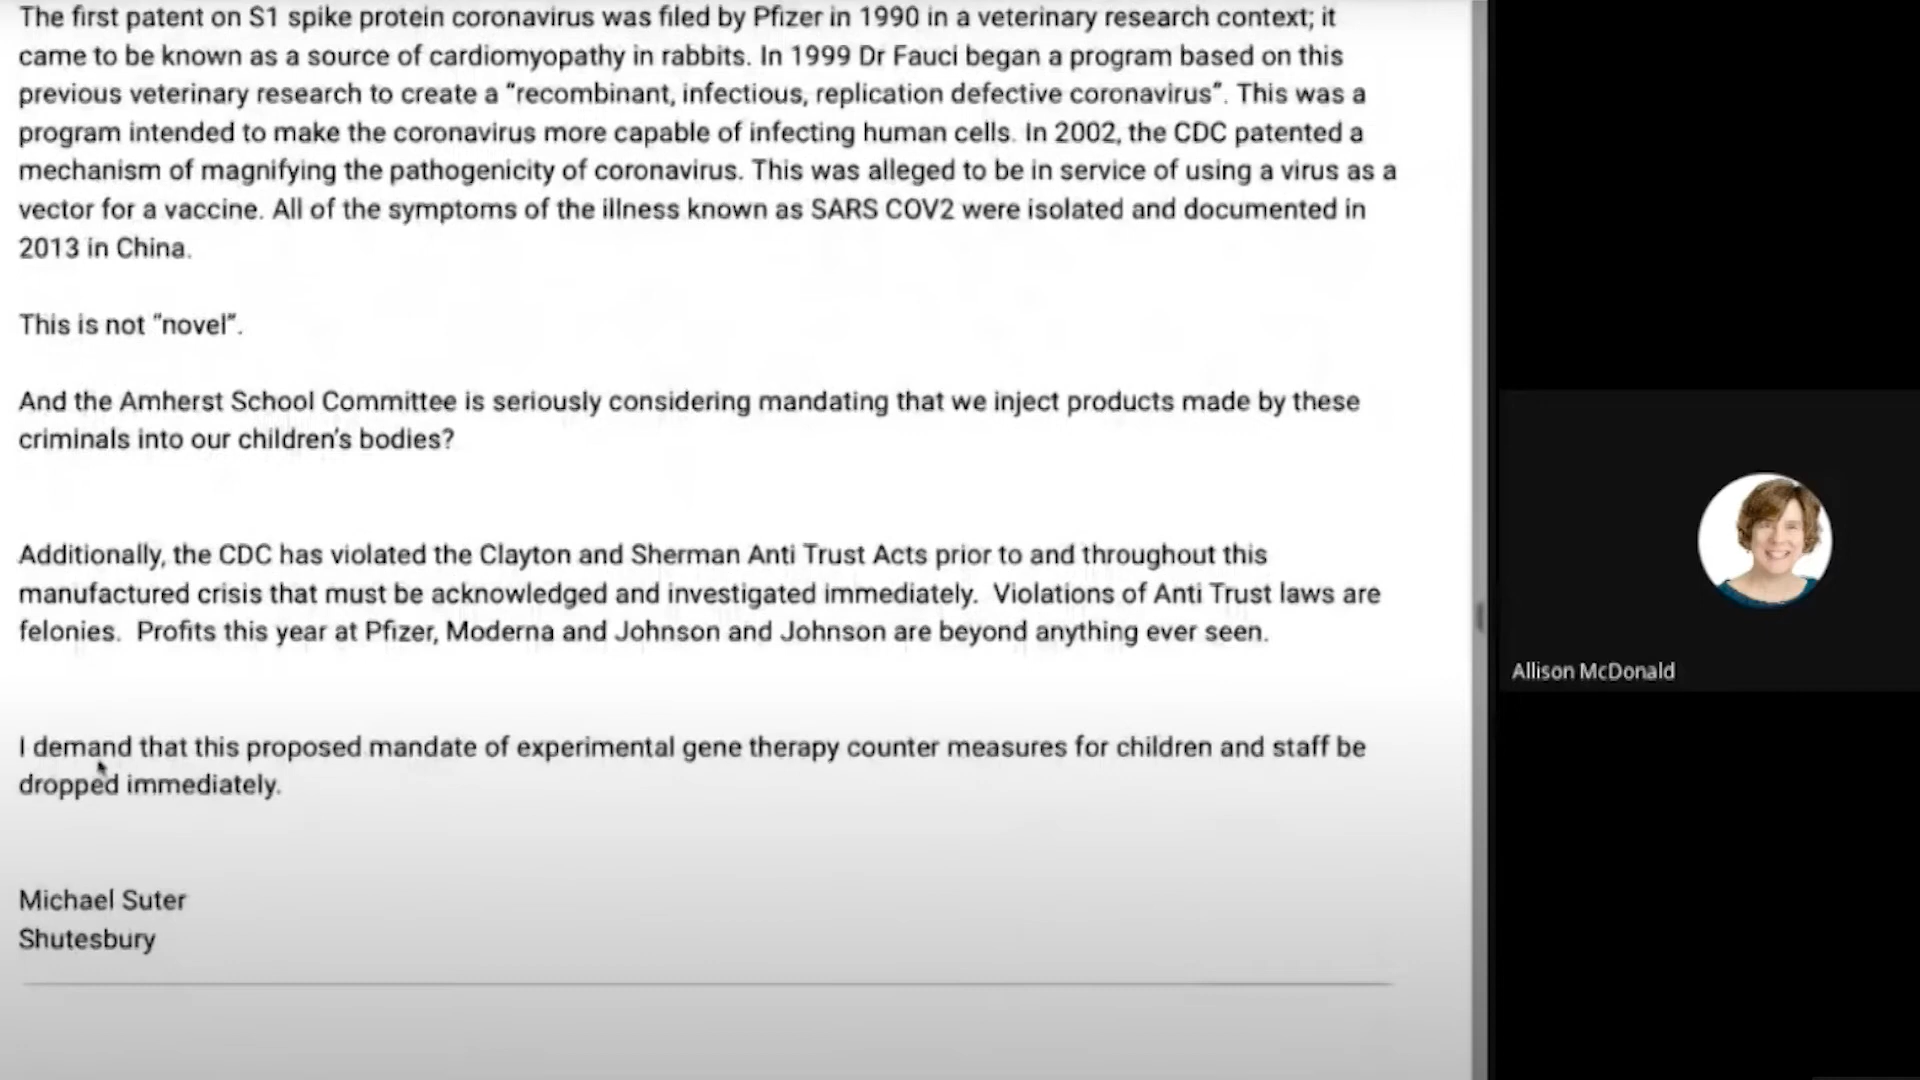 The first patent on S1 spike protein coronavirus was filed by Pfizer in 1990 in a veterinary research context; it
came to be known as a source of cardiomyopathy in rabbits. In 1999 Dr Fauci began a program based on this
previous veterinary research to create a “recombinant, infectious, replication defective coronavirus”. This was a
program intended to make the coronavirus more capable of infecting human cells. In 2002, the CDC patented a
mechanism of magnifying the pathogenicity of coronavirus. This was alleged to be in service of using a virus as a
vector for a vaccine. All of the symptoms of the illness known as SARS COV2 were isolated and documented in
2013 in China.
This is not “novel”.
And the Amherst School Committee is seriously considering mandating that we inject products made by these
criminals into our children’s bodies?
Additionally, the CDC has violated the Clayton and Sherman Anti Trust Acts prior to and throughout this
manufactured crisis that must be acknowledged and investigated immediately.  Violations of Anti Trust laws are
felonies.  Profits this year at Pfizer, Moderna and Johnson and Johnson are beyond anything ever seen.
I demand that this proposed mandate of experimental gene therapy counter measures for children and staff be
dropped immediately.
Michael Suter
Shutesbury
Allison McDonald